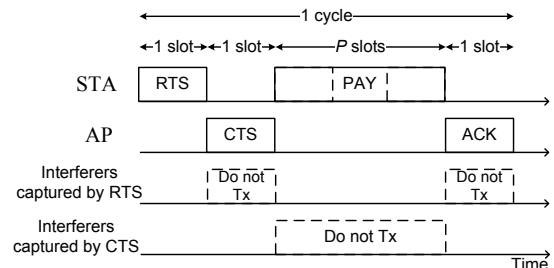 1 cycle
1 slot 1 slot P slots 1 slot
STA RTS PAY
AP CTS ACK
Interferers
captured by RTS
Do not
Tx
Do not
Tx
Interferers
captured by CTS
Do not Tx
Time